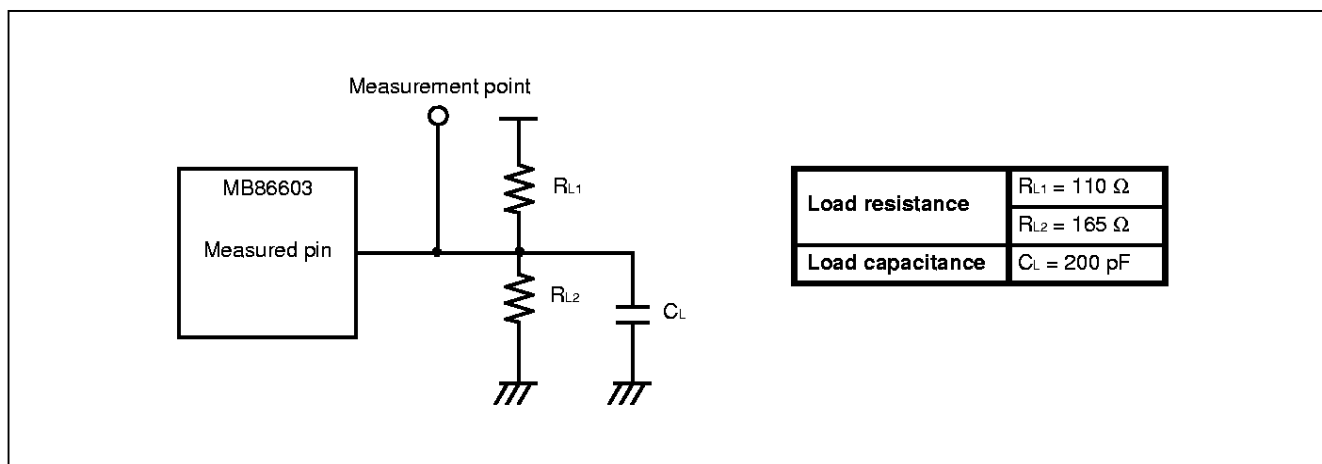 Measurement point
MB86603
Measured pin
RL1
RL2
CL
Load resistance
RL1 = 110 Ω
RL2 = 165 Ω
Load capacitance
CL = 200 pF